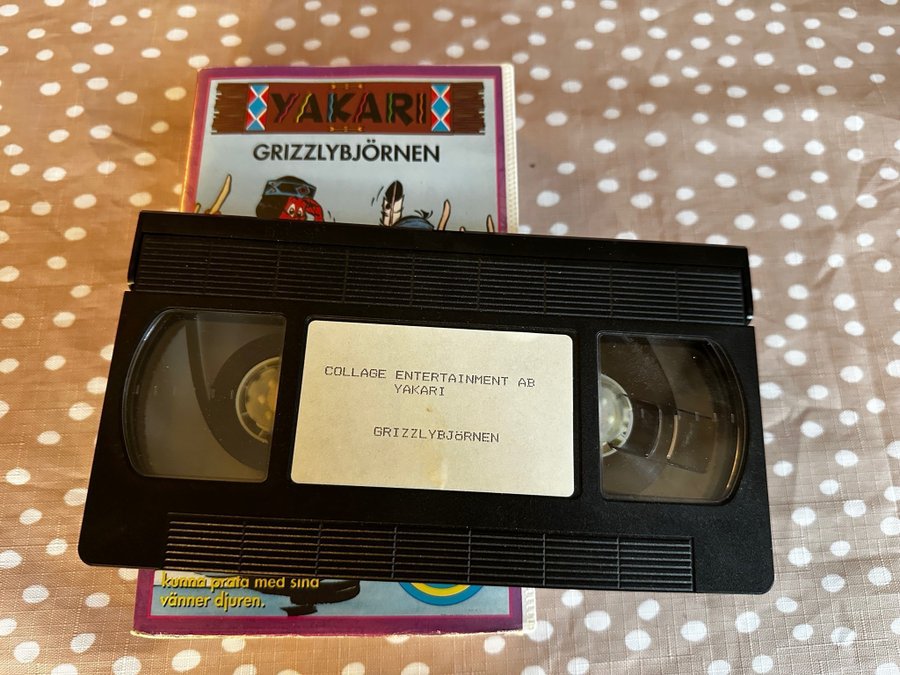 YAKARI
GRIZZLYBJÖRNEN
COLLAGE ENTERTAINMENT AB
YAKARI
GRIZZLYBJöRNEN
kunna prata med sina
vänner djuren.